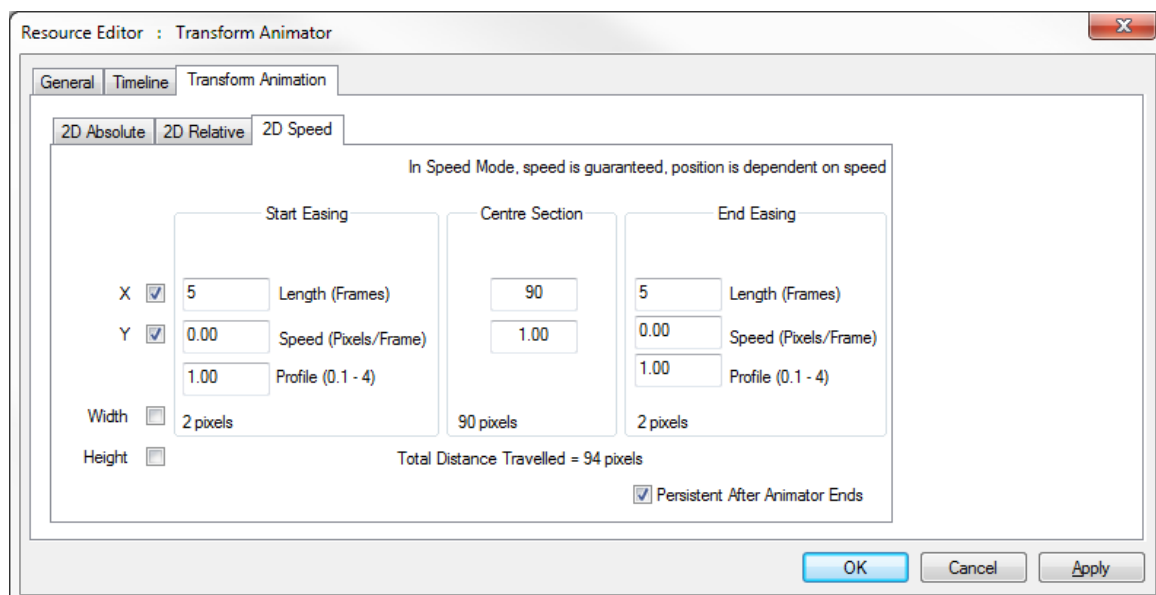 Resource Editor : Transform Animator
General Timeline Transform Animation
2D Absolute 2D Relative 2D Speed
In Speed Mode, speed is guaranteed, position is dependent on speed
Start Easing Centre Section End Easing
X 5 Length (Frames) 90 5 Length (Frames)
Y 0.00 Speed (Pixels/Frame) 1.00 0.00 Speed (Pixels/Frame)
1.00 Profile (0.1 - 4) 1.00 Profile (0.1 - 4)
Width 2 pixels 90 pixels 2 pixels
Height Total Distance Travelled = 94 pixels
Persistent After Animator Ends
OK Cancel Apply